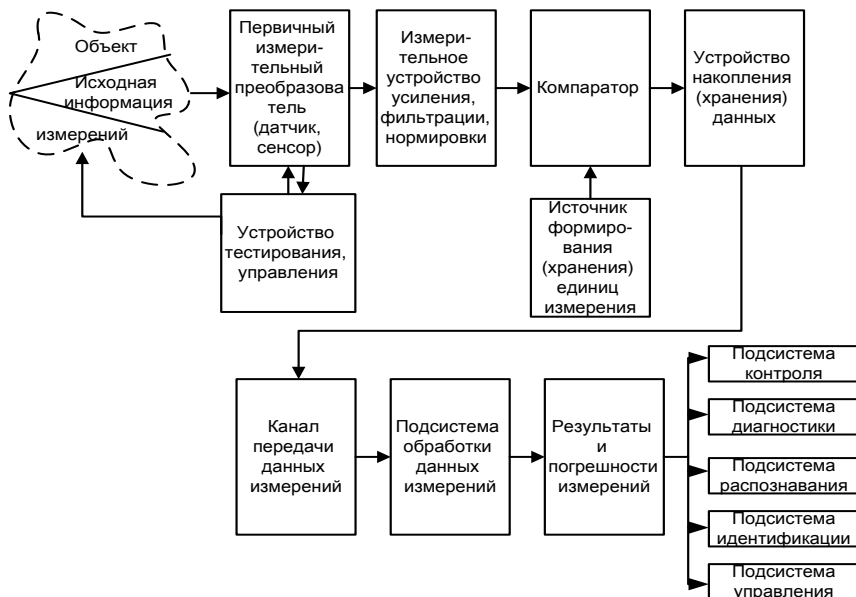 Объект
Исходная
информация
измерений
Первичный
измери-
тельный
преобразова
тель
(датчик,
сенсор)
Измери-
тельное
устройство
усиления,
фильтрации,
нормировки
Компаратор
Устройство
накопления
(хранения)
данных
Устройство
тестирования,
управления
Источник
формиро-
вания
(хранения)
единиц
измерения
Канал
передачи
данных
измерений
Подсистема
обработки
данных
измерений
Результаты
и
погрешности
измерений
Подсистема
контроля
Подсистема
диагностики
Подсистема
распознавания
Подсистема
идентификации
Подсистема
управления